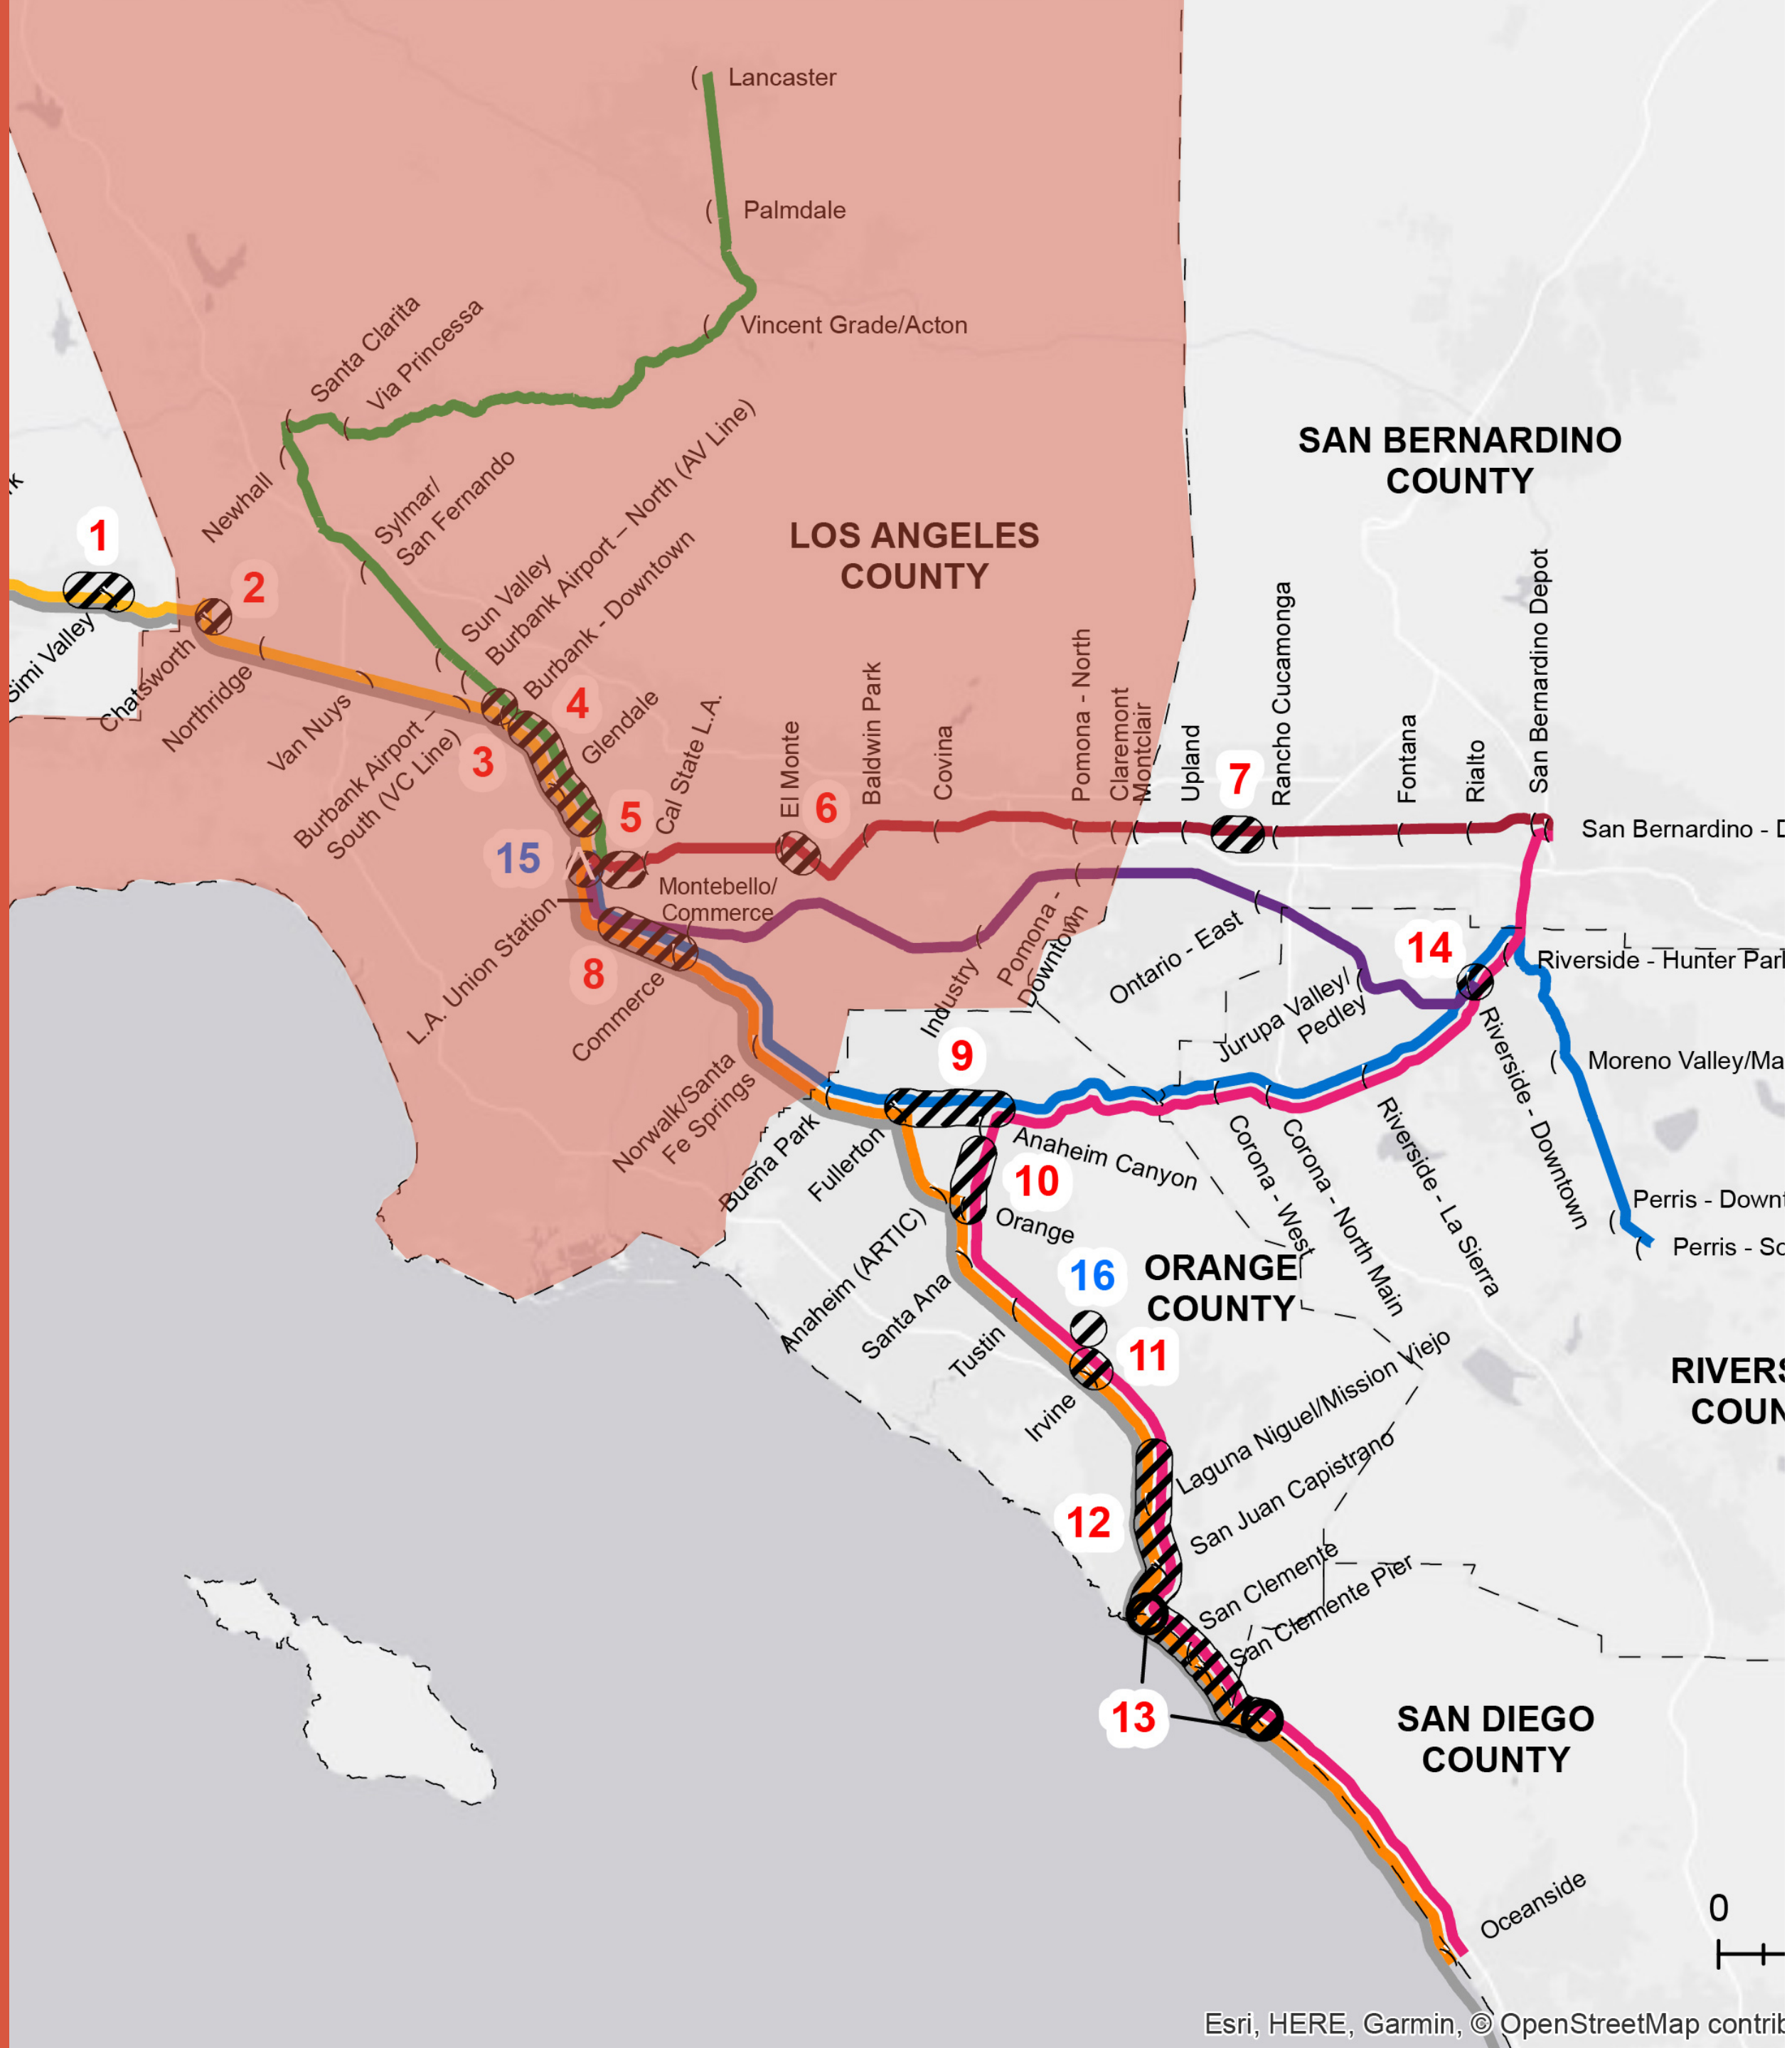 Lancaster
Palmdale
Vincent Grade/Acton
Santa Clarita
Via Princessa
Newhall
Sylmar/
San Fernando
Sun Valley
Burbank Airport – North (AV Line)
Burbank - Downtown
LOS ANGELES
COUNTY
SAN BERNARDINO
COUNTY
1
2
Simi Valley
Chatsworth
Northridge
Van Nuys
Burbank Airport –
South (VC Line)
3
4
Glendale
5
Cal State L.A.
El Monte
6
Baldwin Park
Covina
Pomona - North
Claremont
Montclair
Upland
7
Rancho Cucamonga
Fontana
Rialto
San Bernardino Depot
San Bernardino - D
15
L.A. Union Station
Montebello/
Commerce
8
Commerce
Industry
Pomona -
Downtown
Ontario - East
Jurupa Valley/
Pedley
14
Riverside - Hunter Park
Riverside - Downtown
Moreno Valley/Ma
Perris - Downt
Perris - So
Norwalk/Santa
Fe Springs
Buena Park
Fullerton
9
Anaheim Canyon
10
Orange
Corona - West
Corona - North Main
Riverside - La Sierra
Anaheim (ARTIC)
Santa Ana
Tustin
16
ORANGE
COUNTY
11
Irvine
RIVERS
COUN
Laguna Niguel/Mission Viejo
San Juan Capistrano
12
San Clemente
San Clemente Pier
13
SAN DIEGO
COUNTY
Oceanside
0
Esri, HERE, Garmin, © OpenStreetMap contrib